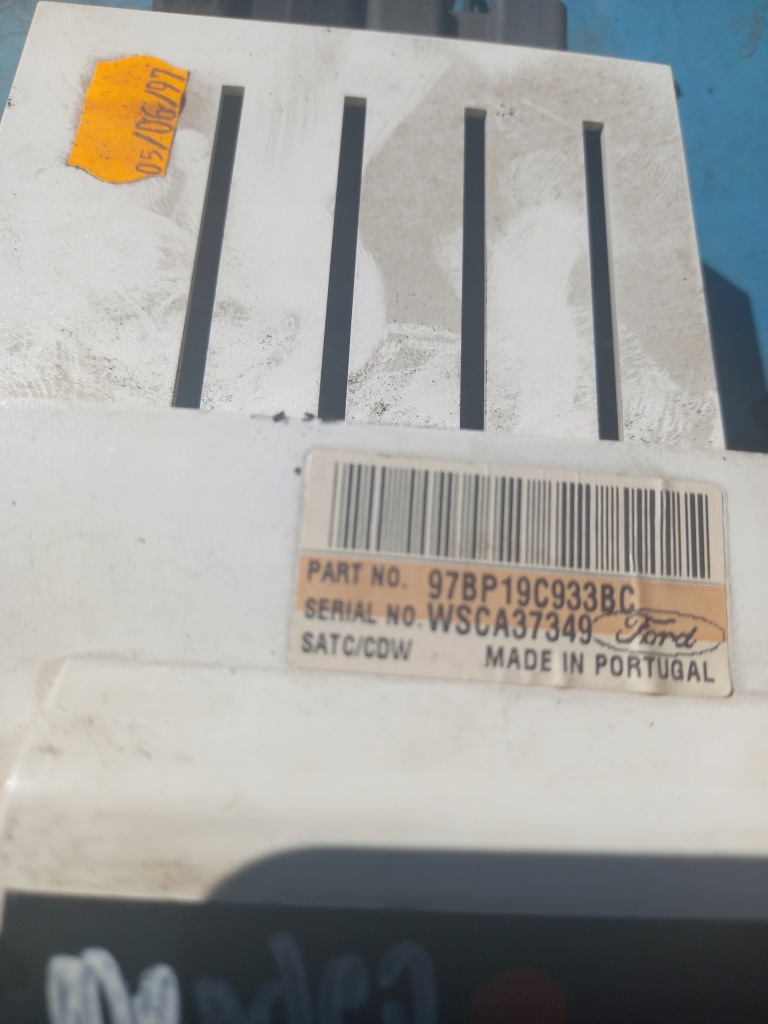 05/06/97
PART NO. 97BP19C933BC
SERIAL NO. WSCA37349 Ford
SATC/CDW MADE IN PORTUGAL